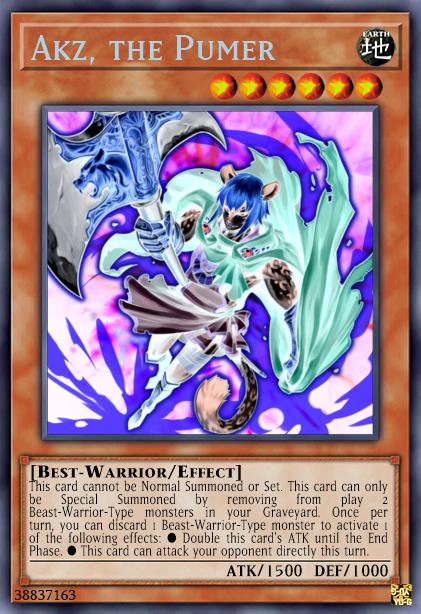 Akz, the Pumer
EARTH
地
[Best-Warrior/Effect]
This card cannot be Normal Summoned or Set. This card can only
be Special Summoned by removing from play 2
Beast-Warrior-Type monsters in your Graveyard. Once per
turn, you can discard 1 Beast-Warrior-Type monster to activate 1
of the following effects: ● Double this card's ATK until the End
Phase. ● This card can attack your opponent directly this turn.
ATK/1500 DEF/1000
38837163